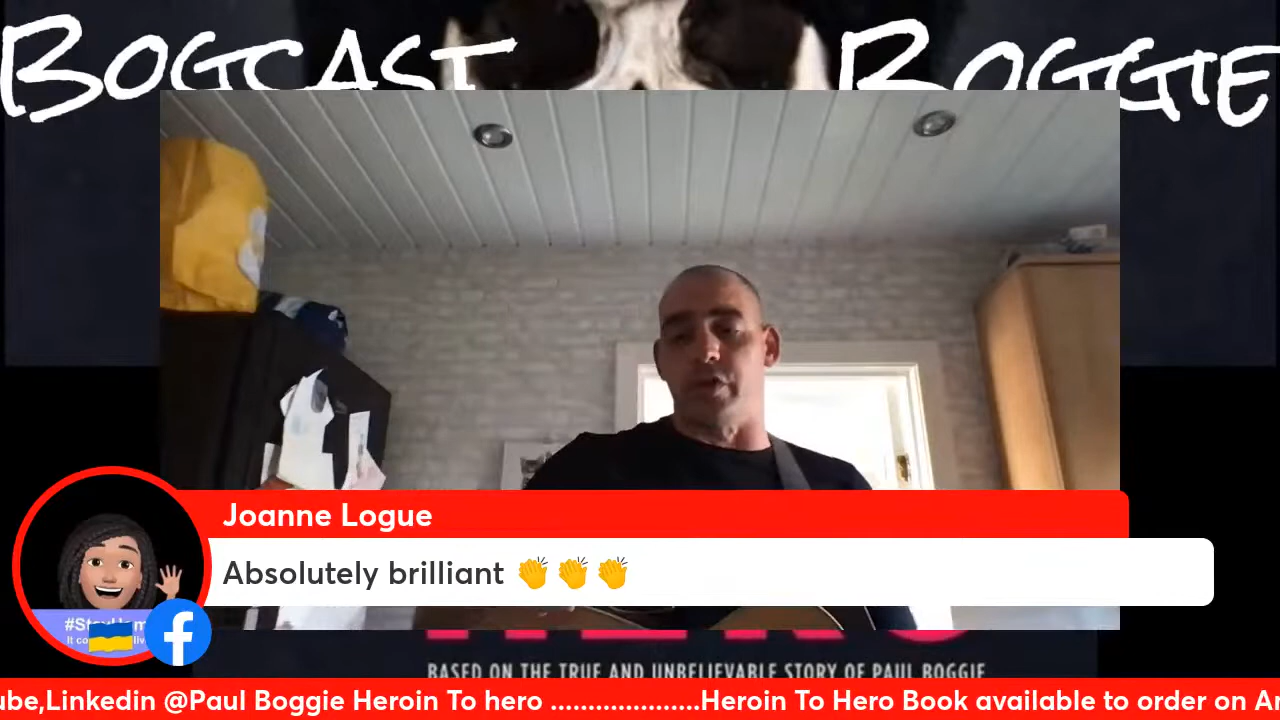 BOGCAST BOGGIE
Joanne Logue
Absolutely brilliant 👏👏👏
BASED ON THE TRUE AND UNBELIEVABLE STORY OF PAUL BOGGIE
ube,Linkedin @Paul Boggie Heroin To hero ....................Heroin To Hero Book available to order on A